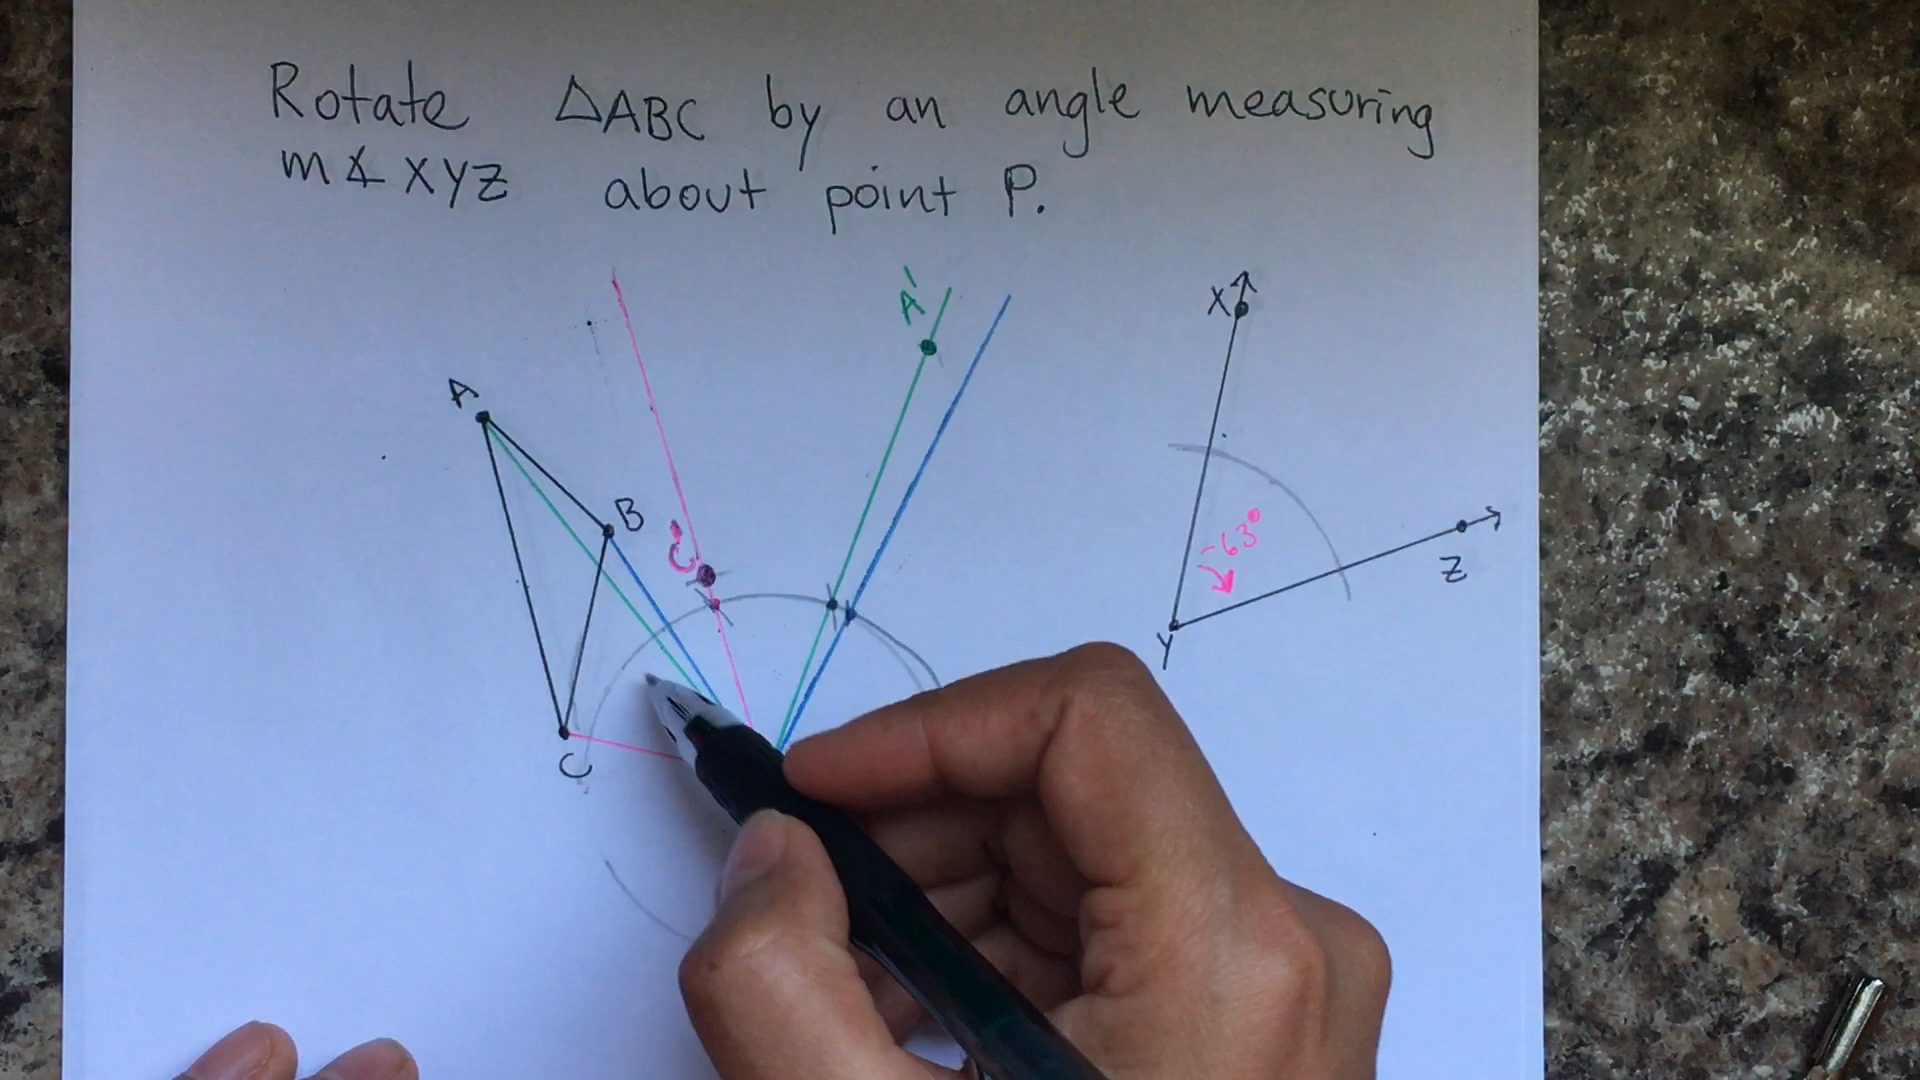 Rotate △ABC by an angle measuring
m∡XYZ about point P.
A'
X
A
B
C'
-63°
Z
Y
C